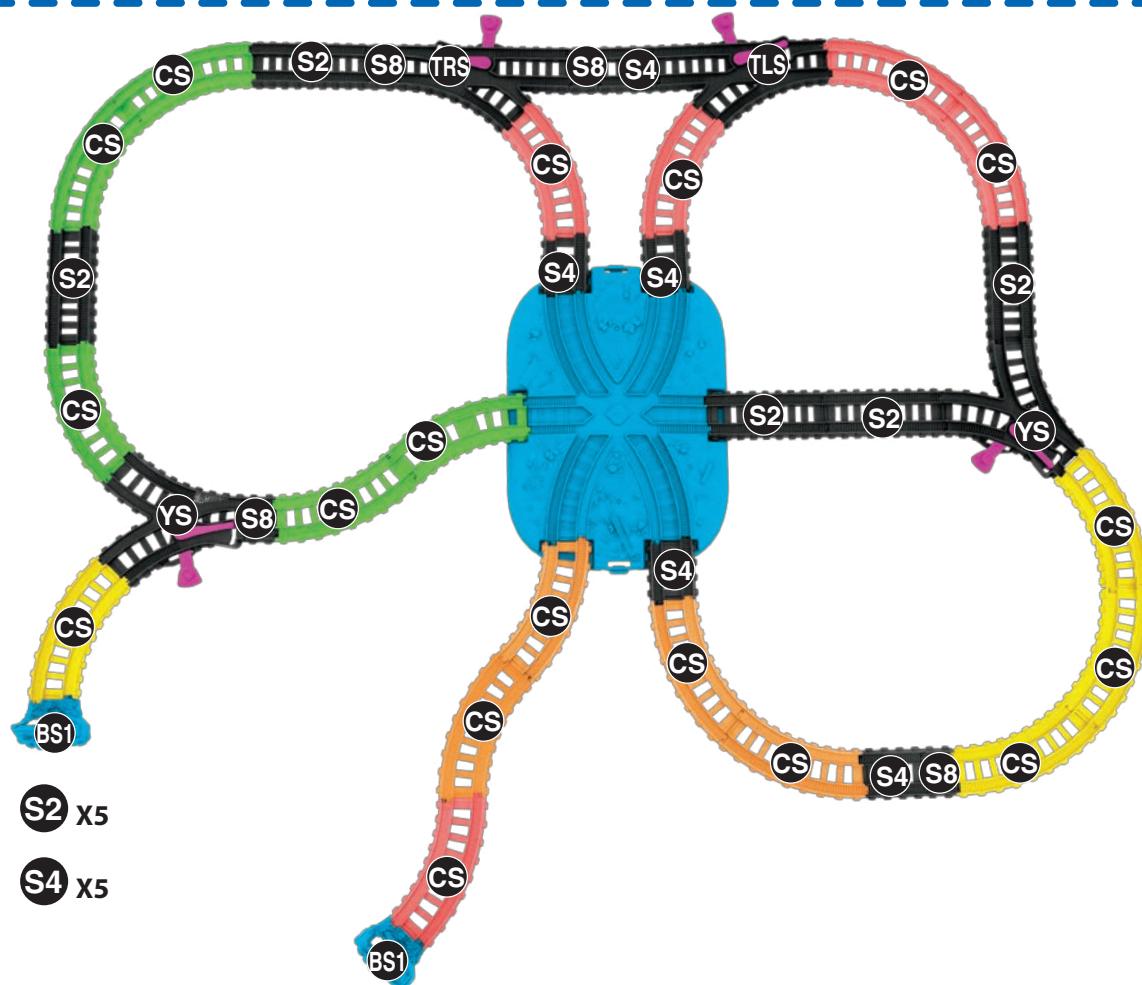 S2 S8 TRS S8 S4 TLS
CS CS
CS CS CS CS
S4 S4
S2 S2
CS S2 S2 YS
CS
YS S8 CS CS
S4
CS CS
CS CS
CS
BS1 CS S4 S8 CS
S2 X5
S4 X5
CS
BS1